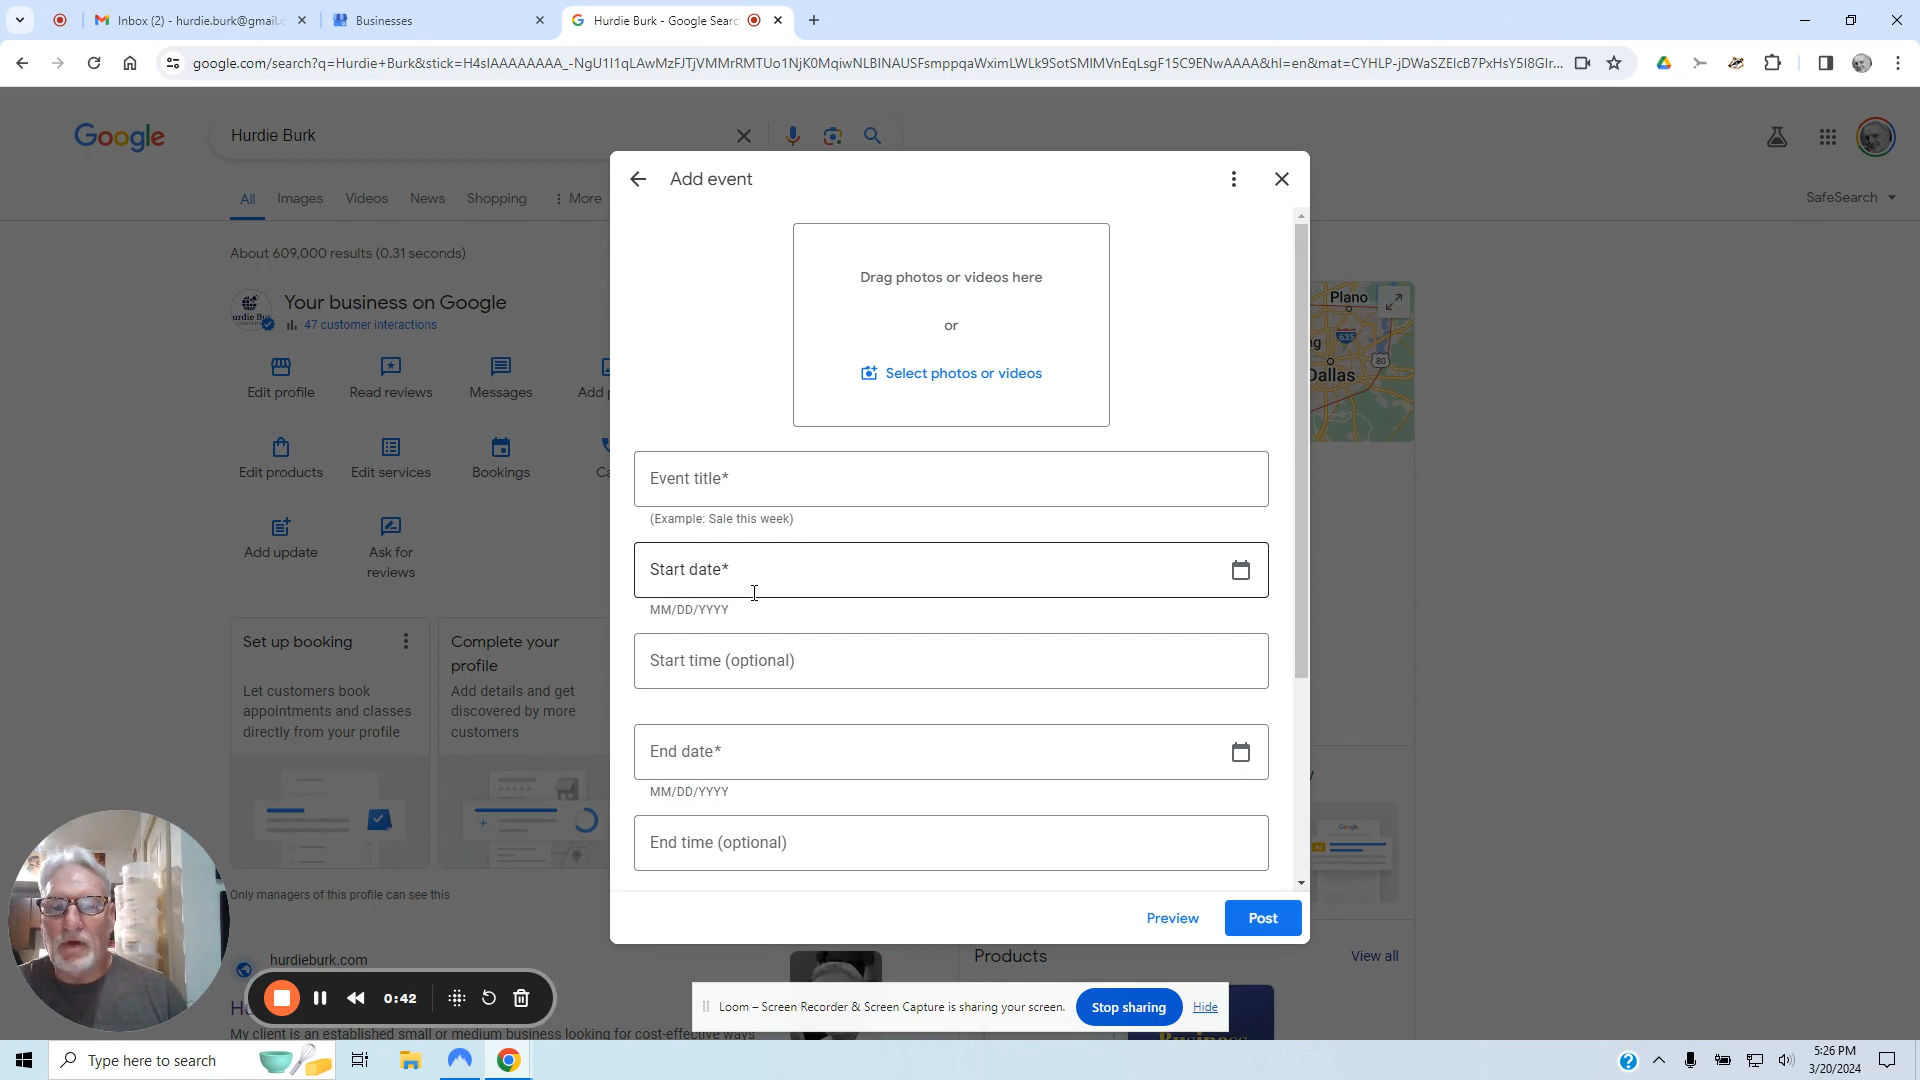 Inbox (2) - hurdie.burk@gmail.c
Businesses
Hurdie Burk - Google Searc
google.com/search?q=Hurdie+Burk&stick=H4sIAAAAAAAA_-NgU1I1qLAwMzFJTjVMMrRMTUo1NjK0MqiwNLBINAUSFsmppqaWximLWLk9SotSMlMVnEqLsgF15C9ENwAAAA&hl=en&mat=CYHLP-jDWaSZEIcB7PxHsY5I8GIr...
Google
Hurdie Burk
All
Images
Videos
News
Shopping
More
SafeSearch
About 609,000 results (0.31 seconds)
Your business on Google
47 customer interactions
Edit profile
Read reviews
Messages
Add p
Edit products
Edit services
Bookings
Ca
Add update
Ask for
reviews
Set up booking
Let customers book
appointments and classes
directly from your profile
Complete your
profile
Add details and get
discovered by more
customers
Only managers of this profile can see this
hurdieburk.com
My client is an established small or medium business looking for cost-effective ways
Add event
Drag photos or videos here
or
Select photos or videos
Event title*
(Example: Sale this week)
Start date*
MM/DD/YYYY
Start time (optional)
End date*
MM/DD/YYYY
End time (optional)
Preview
Post
Plano
635
80
Dallas
Google
Products
View all
0:42
Loom – Screen Recorder & Screen Capture is sharing your screen.
Stop sharing
Hide
Type here to search
5:26 PM
3/20/2024